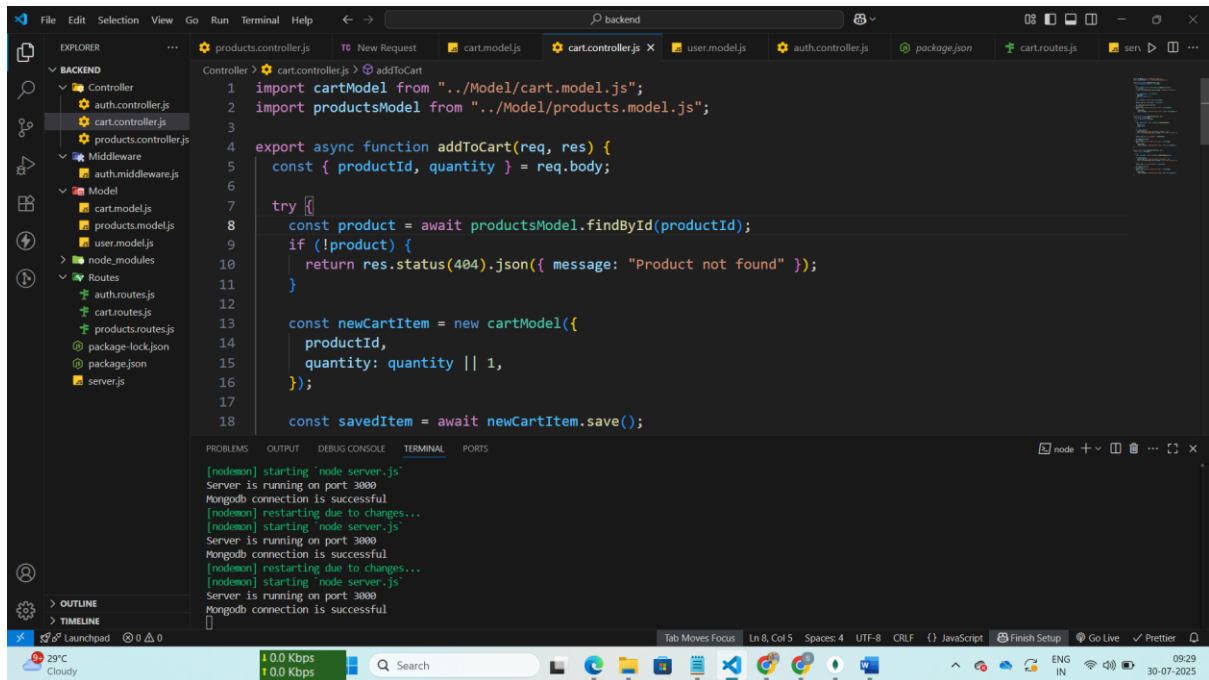 File Edit Selection View Go Run Terminal Help
backend
EXPLORER
products.controller.js
TC New Request
cart.model.js
cart.controller.js
user.model.js
auth.controller.js
package.json
cart.routes.js
BACKEND
Controller
auth.controller.js
cart.controller.js
products.controller.js
Middleware
auth.middleware.js
Model
cart.model.js
products.model.js
user.model.js
node_modules
Routes
auth.routes.js
cart.routes.js
products.routes.js
package-lock.json
package.json
server.js
OUTLINE
TIMELINE
Controller > cart.controller.js > addToCart
1 import cartModel from "../Model/cart.model.js";
2 import productsModel from "../Model/products.model.js";
3
4 export async function addToCart(req, res) {
5 const { productId, quantity } = req.body;
6
7 try {
8 const product = await productsModel.findById(productId);
9 if (!product) {
10 return res.status(404).json({ message: "Product not found" });
11 }
12
13 const newCartItem = new cartModel({
14 productId,
15 quantity: quantity || 1,
16 });
17
18 const savedItem = await newCartItem.save();
PROBLEMS OUTPUT DEBUG CONSOLE TERMINAL PORTS
node
[nodemon] starting `node server.js`
Server is running on port 3000
Mongodb connection is successful
[nodemon] restarting due to changes...
[nodemon] starting `node server.js`
Server is running on port 3000
Mongodb connection is successful
[nodemon] restarting due to changes...
[nodemon] starting `node server.js`
Server is running on port 3000
Mongodb connection is successful
Launchpad 0 0
Tab Moves Focus Ln 8, Col 5 Spaces: 4 UTF-8 CRLF {} JavaScript Finish Setup Go Live Prettier
9+
29°C
Cloudy
0.0 Kbps
0.0 Kbps
Search
ENG
IN
09:29
30-07-2025